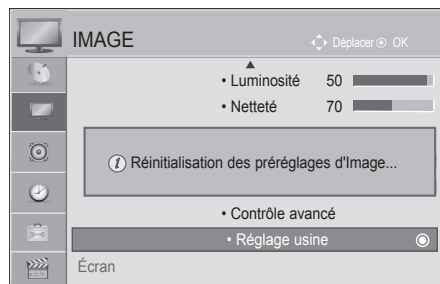 IMAGE
Déplacer OK
• Luminosité 50
• Netteté 70
i Réinitialisation des préréglages d'Image...
• Contrôle avancé
• Réglage usine
Écran